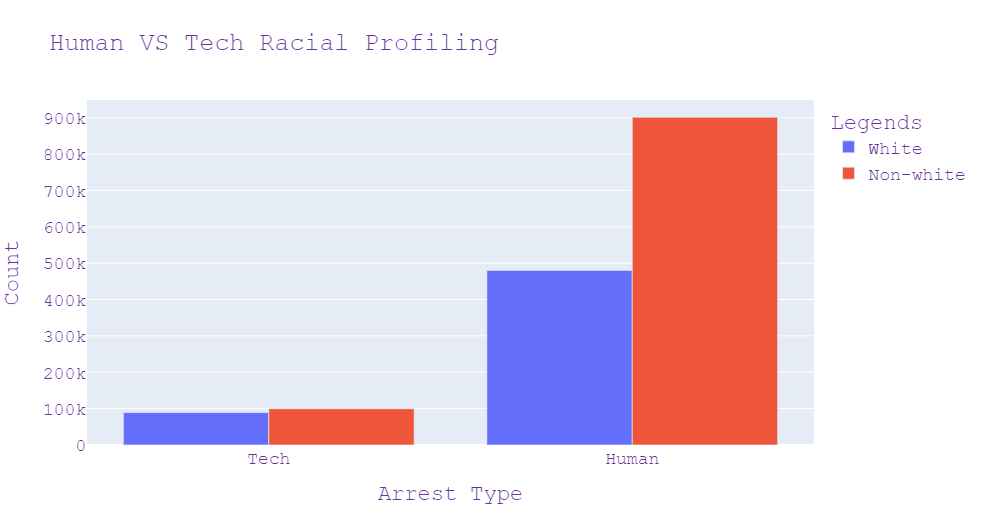 Human VS Tech Racial Profiling
Legends
White
Non-white
900k
800k
700k
600k
500k
400k
300k
200k
100k
0
Count
Tech
Human
Arrest Type